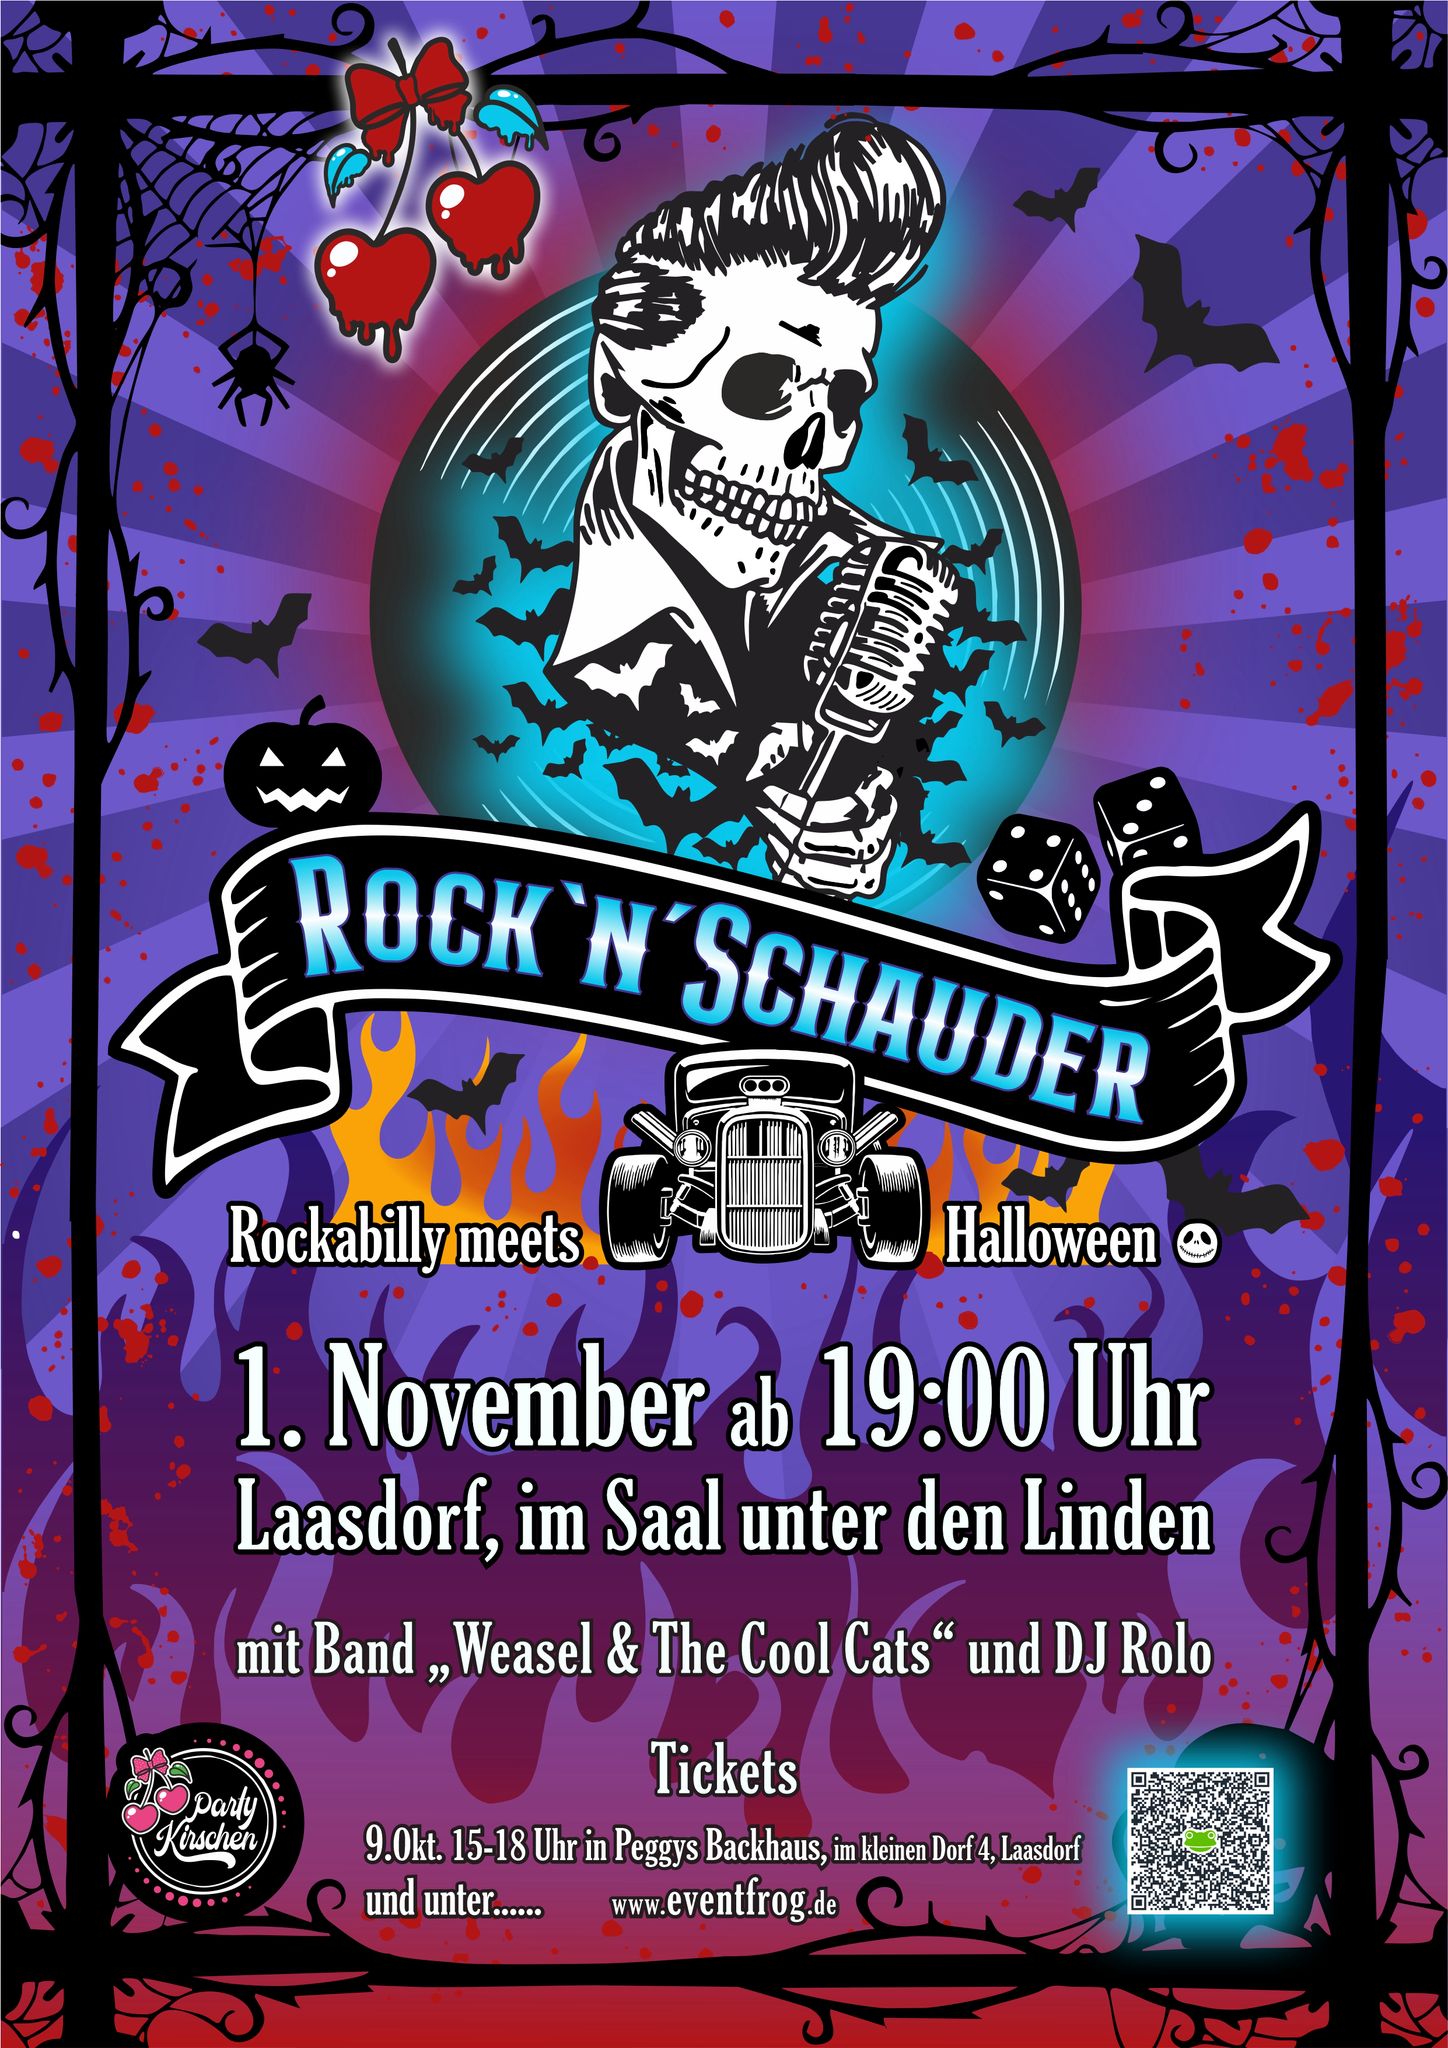 ROCK`N´SCHAUDER
Rockabilly meets Halloween
1. November ab 19:00 Uhr
Laasdorf, im Saal unter den Linden
mit Band „Weasel & The Cool Cats“ und DJ Rolo
Tickets
Party
Kirschen
9.Okt. 15-18 Uhr in Peggys Backhaus, im kleinen Dorf 4, Laasdorf
und unter...... www.eventfrog.de